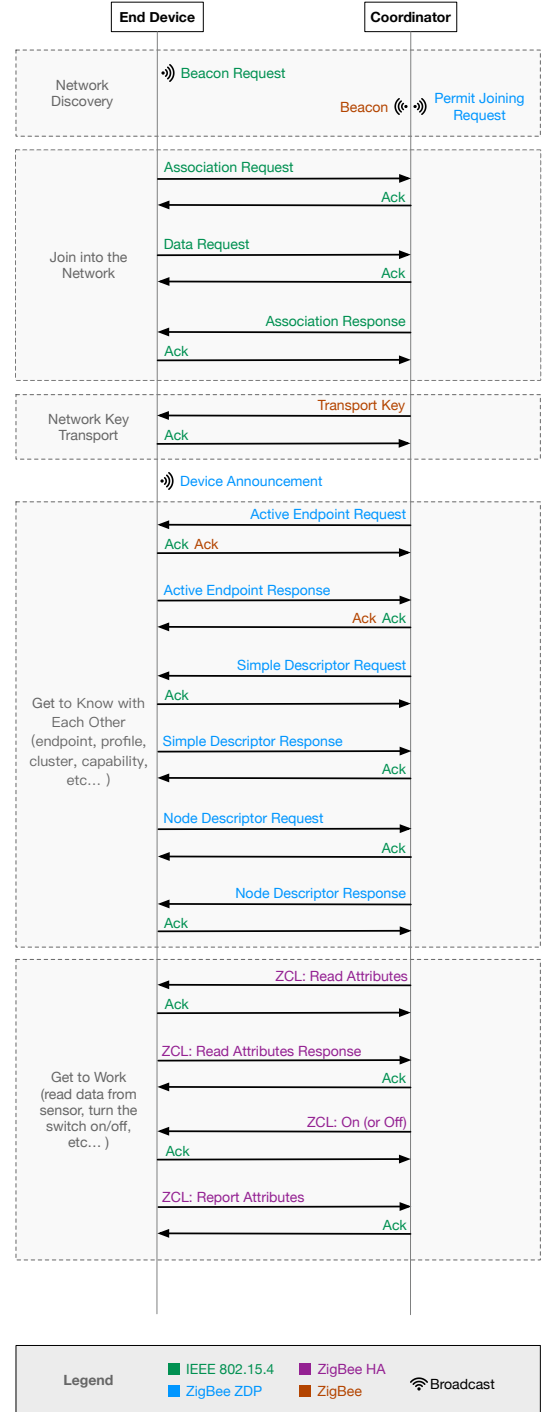 End Device
Coordinator
Network
Discovery
Beacon Request
Beacon
Permit Joining
Request
Join into the
Network
Association Request
Ack
Data Request
Ack
Association Response
Ack
Network Key
Transport
Transport Key
Ack
Device Announcement
Get to Know with
Each Other
(endpoint, profile,
cluster, capability,
etc... )
Active Endpoint Request
Ack Ack
Active Endpoint Response
Ack Ack
Simple Descriptor Request
Ack
Simple Descriptor Response
Ack
Node Descriptor Request
Ack
Node Descriptor Response
Ack
Get to Work
(read data from
sensor, turn the
switch on/off,
etc... )
ZCL: Read Attributes
Ack
ZCL: Read Attributes Response
Ack
ZCL: On (or Off)
Ack
ZCL: Report Attributes
Ack
Legend
IEEE 802.15.4
ZigBee HA
ZigBee ZDP
ZigBee
Broadcast